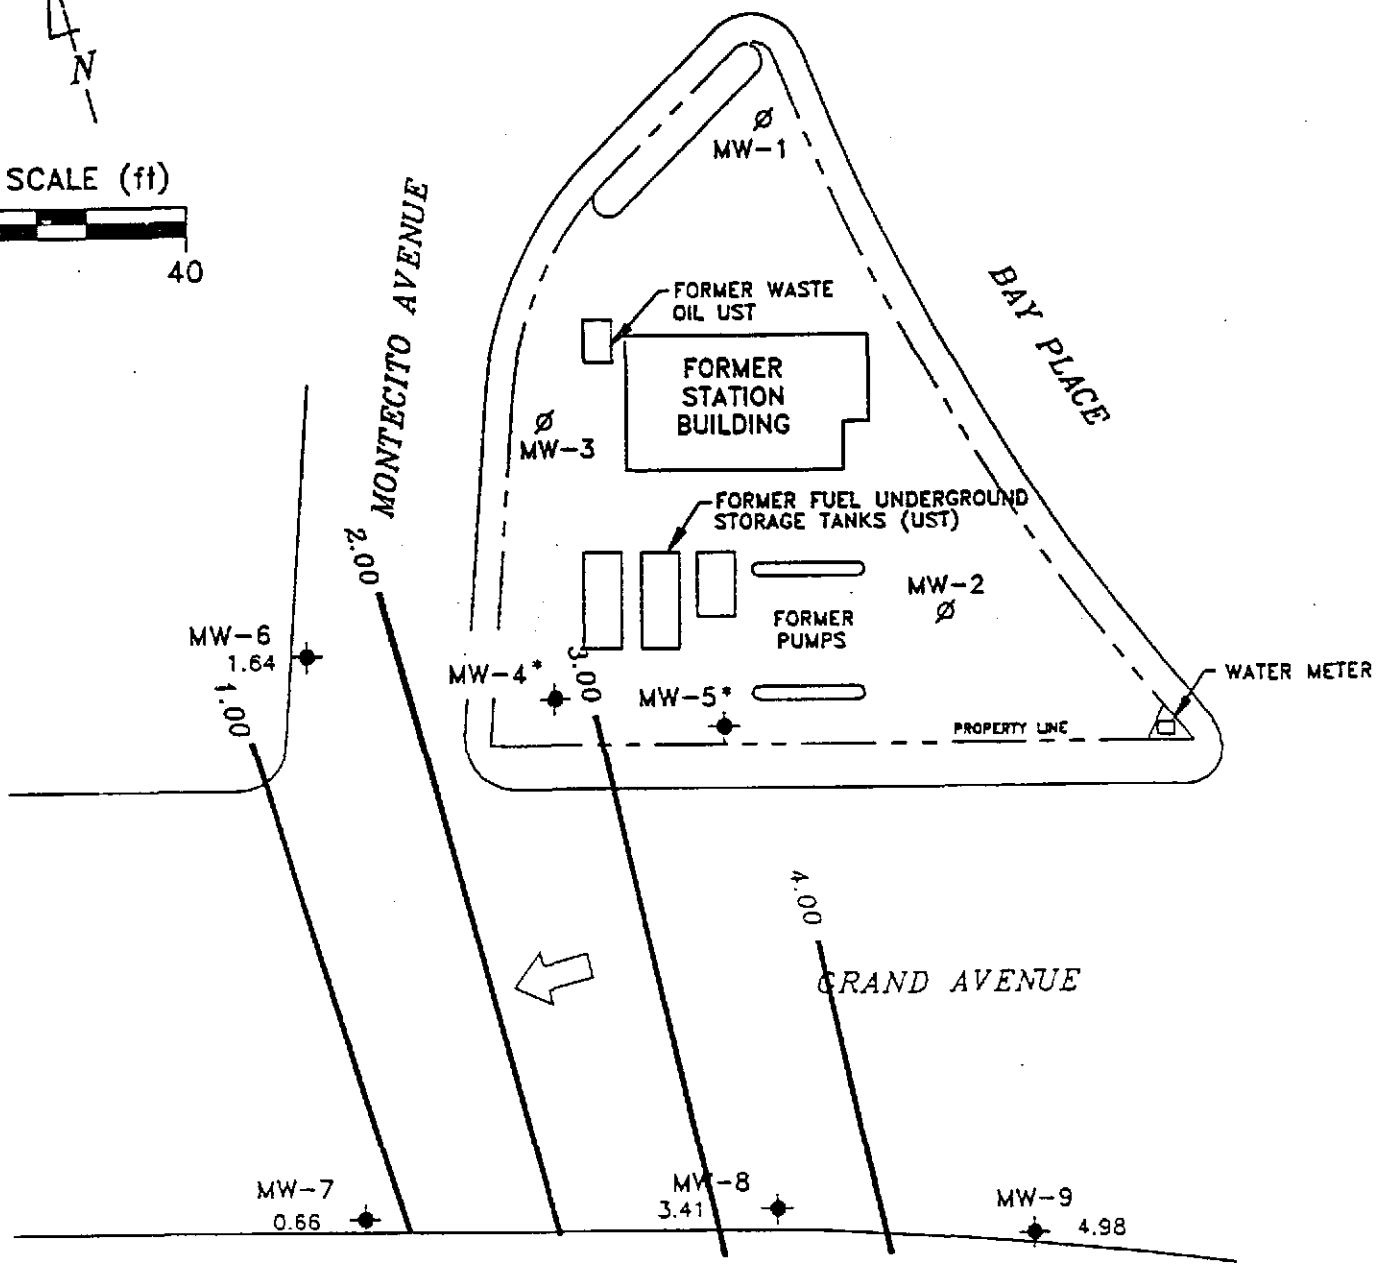 N
SCALE (ft)
40
MONTECITO AVENUE
BAY PLACE
MW-1
FORMER WASTE
OIL UST
FORMER
STATION
BUILDING
MW-3
FORMER FUEL UNDERGROUND
STORAGE TANKS (UST)
2.00
MW-2
FORMER
PUMPS
MW-6
1.64
MW-4*
3.00
MW-5*
WATER METER
1.00
PROPERTY LINE
4.00
GRAND AVENUE
MW-7
0.66
MW-8
3.41
MW-9
4.98